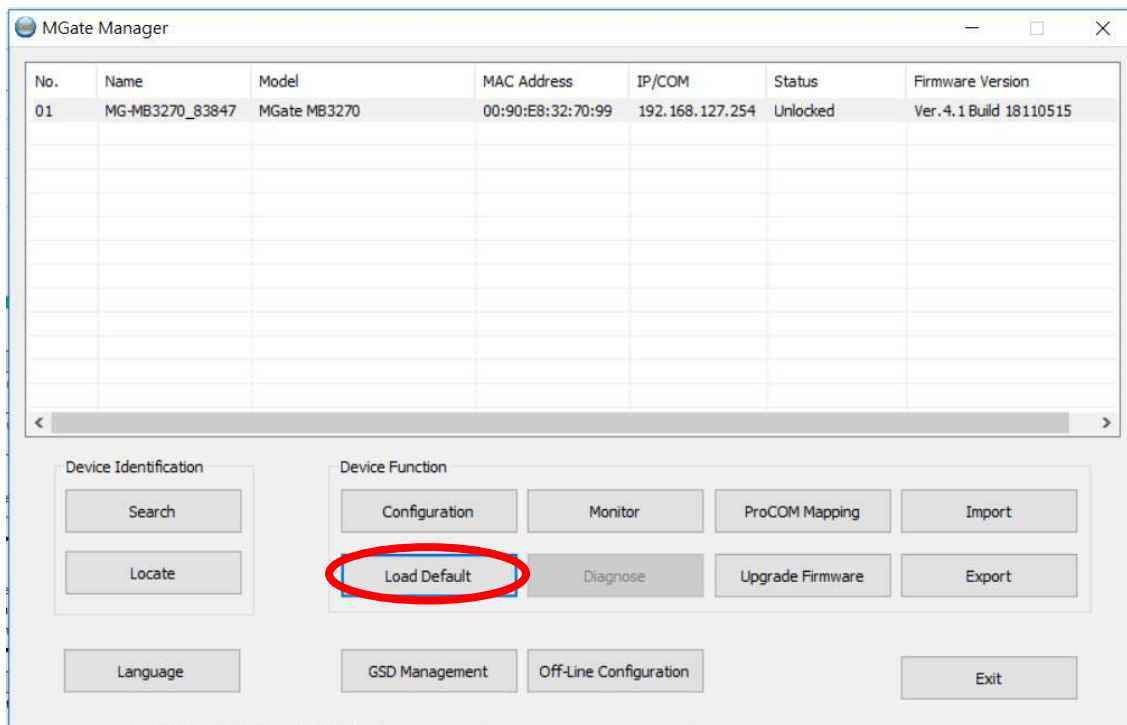 MGate Manager
No. Name Model MAC Address IP/COM Status Firmware Version
01 MG-MB3270_83847 MGate MB3270 00:90:E8:32:70:99 192.168.127.254 Unlocked Ver.4.1 Build 18110515
Device Identification Device Function
Search Configuration Monitor ProCOM Mapping Import
Locate Load Default Diagnose Upgrade Firmware Export
Language GSD Management Off-Line Configuration Exit